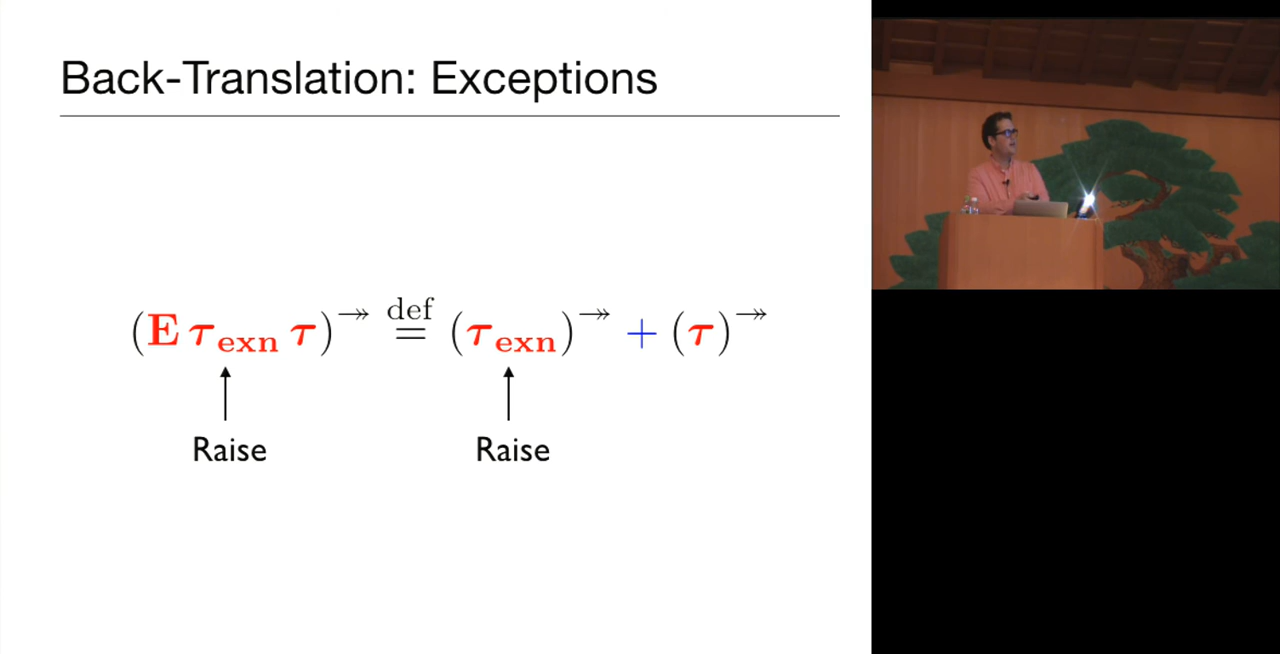 Back-Translation: Exceptions
(E τexn τ)↠ def= (τexn)↠ + (τ)↠
Raise Raise